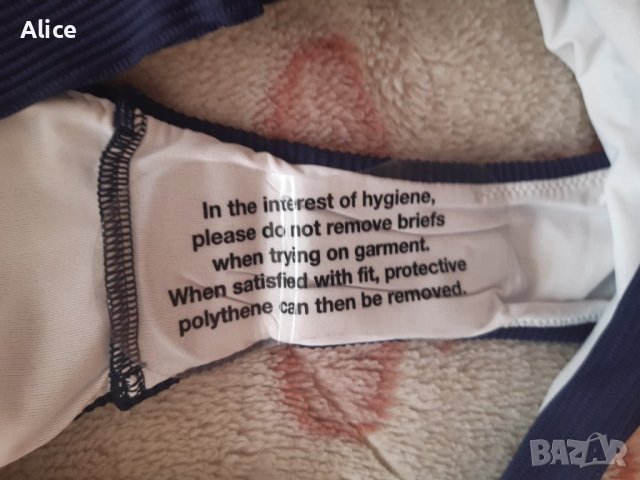 Alice
In the interest of hygiene,
please do not remove briefs
when trying on garment.
When satisfied with fit, protective
polythene can then be removed.
BAZAR